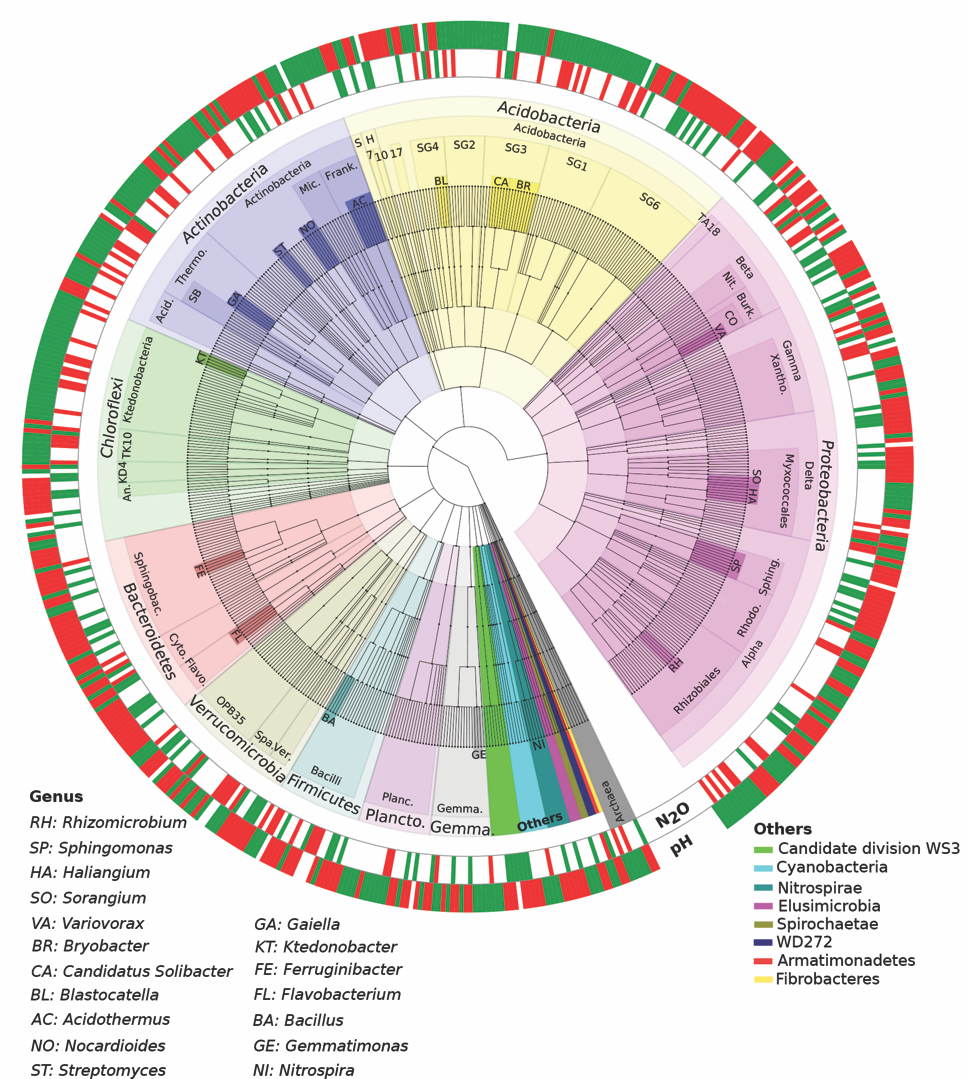 Acidobacteria
Acidobacteria
S H
7 10 17
SG4
SG2
SG3
SG1
SG6
BL
CA BR
TA18
Actinobacteria
Actinobacteria
Mic.
Frank.
AC
NO
ST
GA
Thermo.
SB
Acid.
Beta
Nit.
Burk.
CO
VA
Gamma
Xantho.
Proteobacteria
Delta
Myxococcales
SO
HA
SP
Sphing.
Rhodo.
Alpha
RH
Rhizobiales
Chloroflexi
Ktedonobacteria
KT
TK10
KD4
An.
Bacteroidetes
Sphingobac.
FE
Cyto.
Flavo.
FL
Verrucomicrobia
OPB35
Spa.
Ver.
Firmicutes
Bacilli
BA
Plancto.
Planc.
Gemma.
Gemma.
GE
NI
Others
Archaea
N2O
pH
Genus
RH: Rhizomicrobium
SP: Sphingomonas
HA: Haliangium
SO: Sorangium
VA: Variovorax
BR: Bryobacter
CA: Candidatus Solibacter
BL: Blastocatella
AC: Acidothermus
NO: Nocardioides
ST: Streptomyces
GA: Gaiella
KT: Ktedonobacter
FE: Ferruginibacter
FL: Flavobacterium
BA: Bacillus
GE: Gemmatimonas
NI: Nitrospira
Others
Candidate division WS3
Cyanobacteria
Nitrospirae
Elusimicrobia
Spirochaetae
WD272
Armatimonadetes
Fibrobacteres